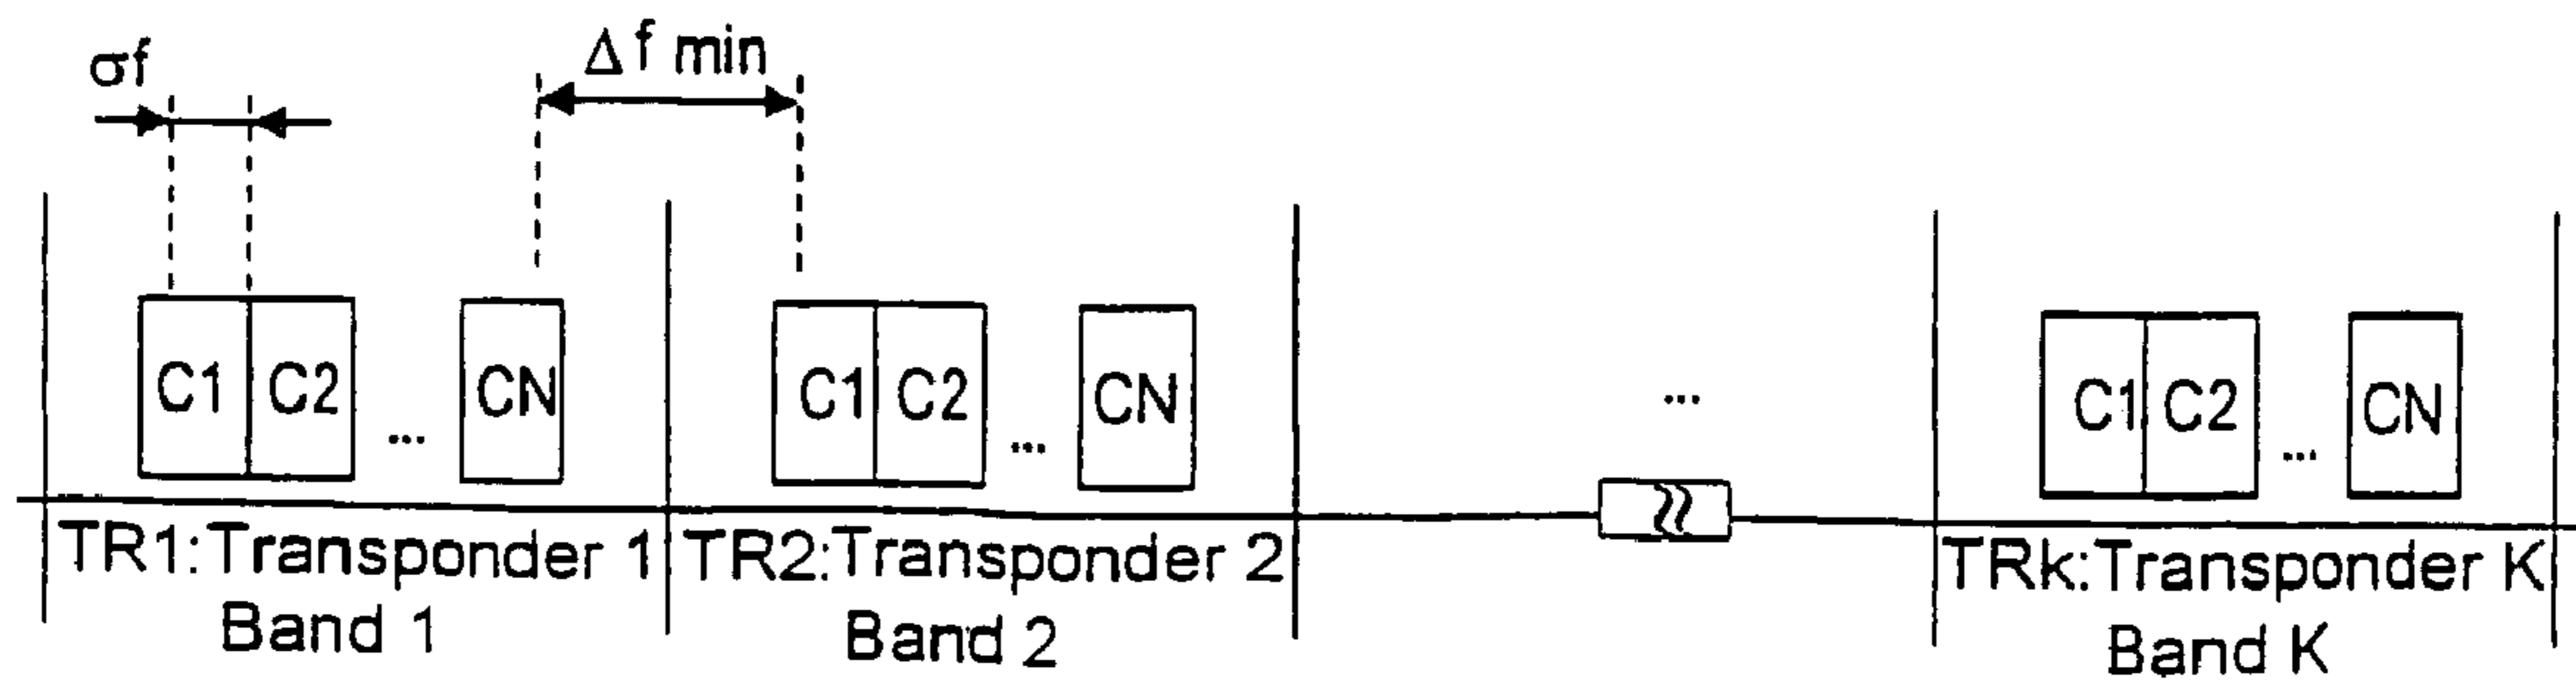 σf
Δf min
C1 C2 ... CN
C1 C2 ... CN
...
C1 C2 ... CN
TR1:Transponder 1
Band 1
TR2:Transponder 2
Band 2
TRk:Transponder K
Band K